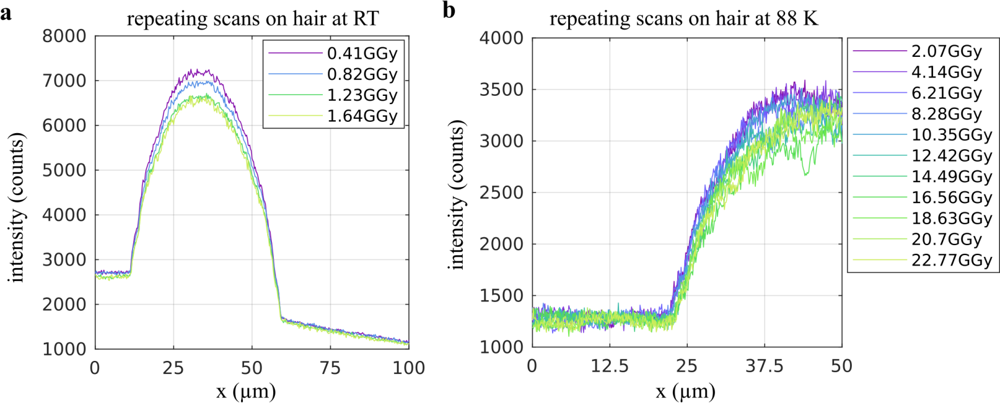 a
repeating scans on hair at RT
8000
7000
6000
5000
4000
3000
2000
1000
intensity (counts)
0.41GGy
0.82GGy
1.23GGy
1.64GGy
0 25 50 75 100
x (µm)
b
repeating scans on hair at 88 K
4000
3500
3000
2500
2000
1500
1000
intensity (counts)
2.07GGy
4.14GGy
6.21GGy
8.28GGy
10.35GGy
12.42GGy
14.49GGy
16.56GGy
18.63GGy
20.7GGy
22.77GGy
0 12.5 25 37.5 50
x (µm)